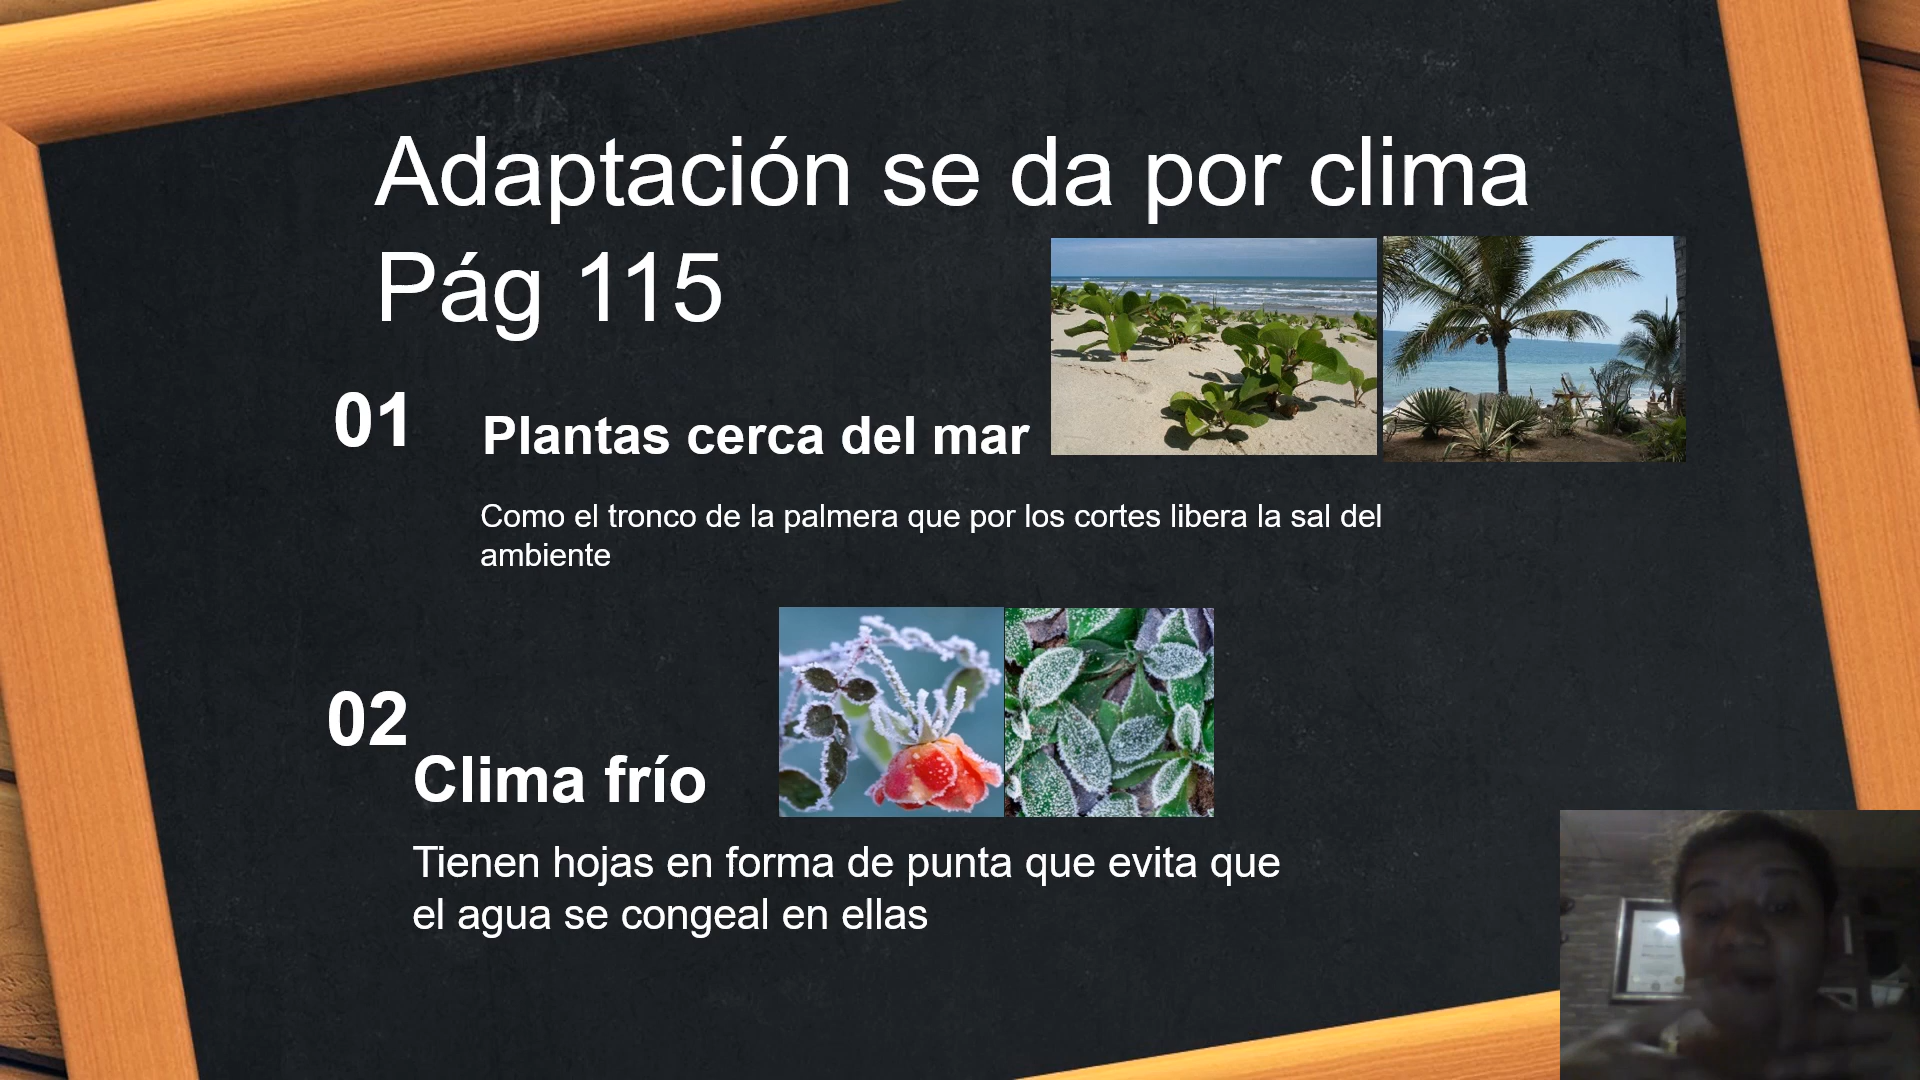 Adaptación se da por clima
Pág 115
01
Plantas cerca del mar
Como el tronco de la palmera que por los cortes libera la sal del
ambiente
02
Clima frío
Tienen hojas en forma de punta que evita que
el agua se congeal en ellas